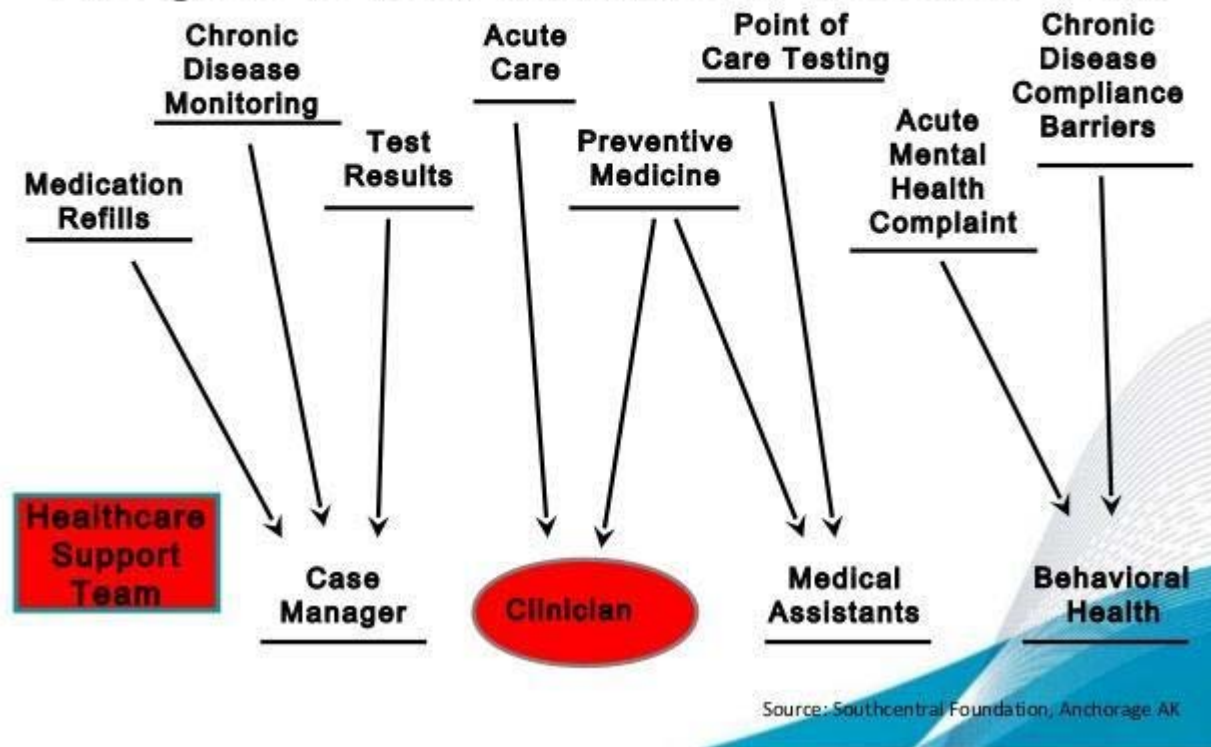 Chronic
Disease
Monitoring
Acute
Care
Point of
Care Testing
Chronic
Disease
Compliance
Barriers
Medication
Refills
Test
Results
Preventive
Medicine
Acute
Mental
Health
Complaint
Healthcare
Support
Team
Case
Manager
Clinician
Medical
Assistants
Behavioral
Health
Source: Southcentral Foundation, Anchorage AK